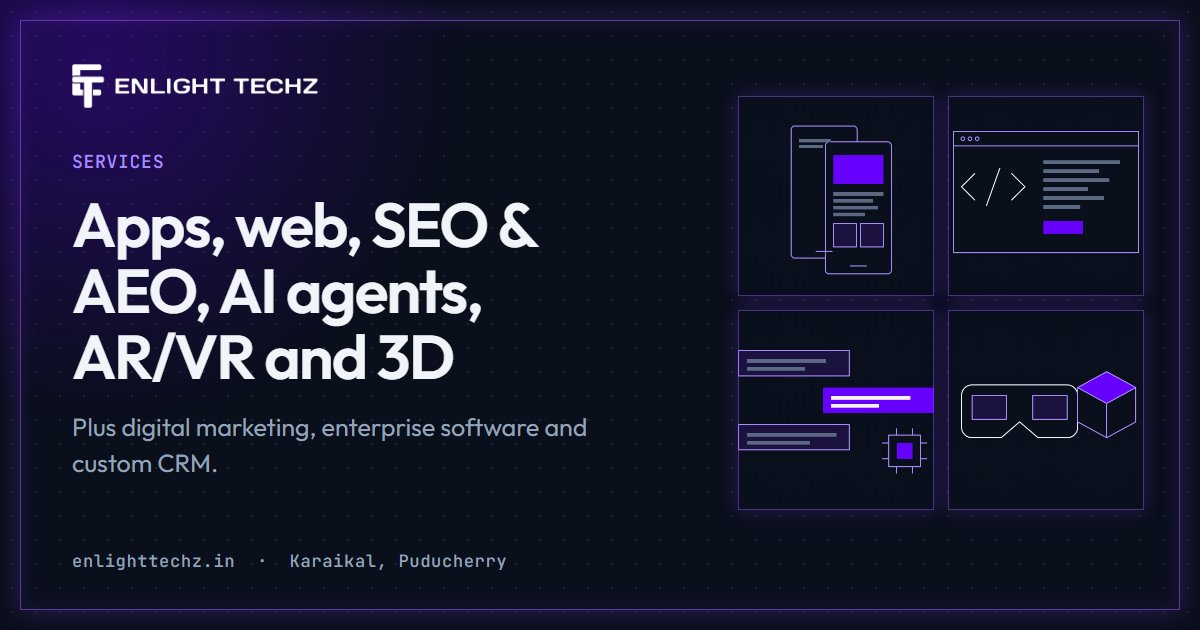 ENLIGHT TECHZ
SERVICES
Apps, web, SEO &
AEO, AI agents,
AR/VR and 3D
Plus digital marketing, enterprise software and
custom CRM.
enlighttechz.in · Karaikal, Puducherry